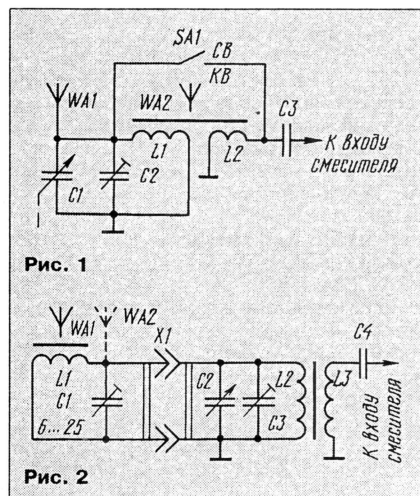 SA1
СВ
КВ
WA1
WA2
C3
C1
C2
L1
L2
К входу
смесителя
Рис. 1
WA1
WA2
X1
C4
L1
C1
6...25
C2
C3
L2
L3
К входу
смесителя
Рис. 2